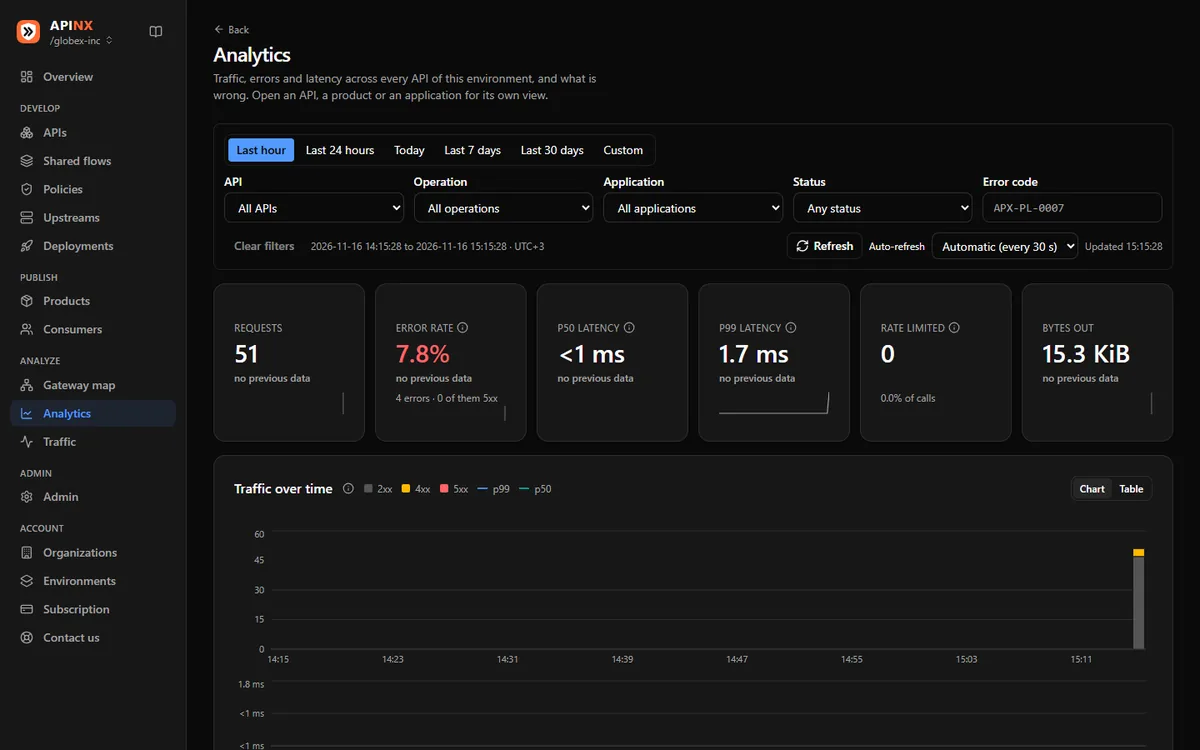 APINX
/globex-inc
Overview
DEVELOP
APIs
Shared flows
Policies
Upstreams
Deployments
PUBLISH
Products
Consumers
ANALYZE
Gateway map
Analytics
Traffic
ADMIN
Admin
ACCOUNT
Organizations
Environments
Subscription
Contact us
Back
Analytics
Traffic, errors and latency across every API of this environment, and what is
wrong. Open an API, a product or an application for its own view.
Last hour Last 24 hours Today Last 7 days Last 30 days Custom
API Operation Application Status Error code
All APIs All operations All applications Any status APX-PL-0007
Clear filters 2026-11-16 14:15:28 to 2026-11-16 15:15:28 · UTC+3 Refresh Auto-refresh Automatic (every 30 s) Updated 15:15:28
REQUESTS
51
no previous data
ERROR RATE
7.8%
no previous data
4 errors · 0 of them 5xx
P50 LATENCY
<1 ms
no previous data
P99 LATENCY
1.7 ms
no previous data
RATE LIMITED
0
0.0% of calls
BYTES OUT
15.3 KiB
no previous data
Traffic over time 2xx 4xx 5xx p99 p50 Chart Table
60
45
30
15
0
14:15 14:23 14:31 14:39 14:47 14:55 15:03 15:11
1.8 ms
<1 ms
<1 ms